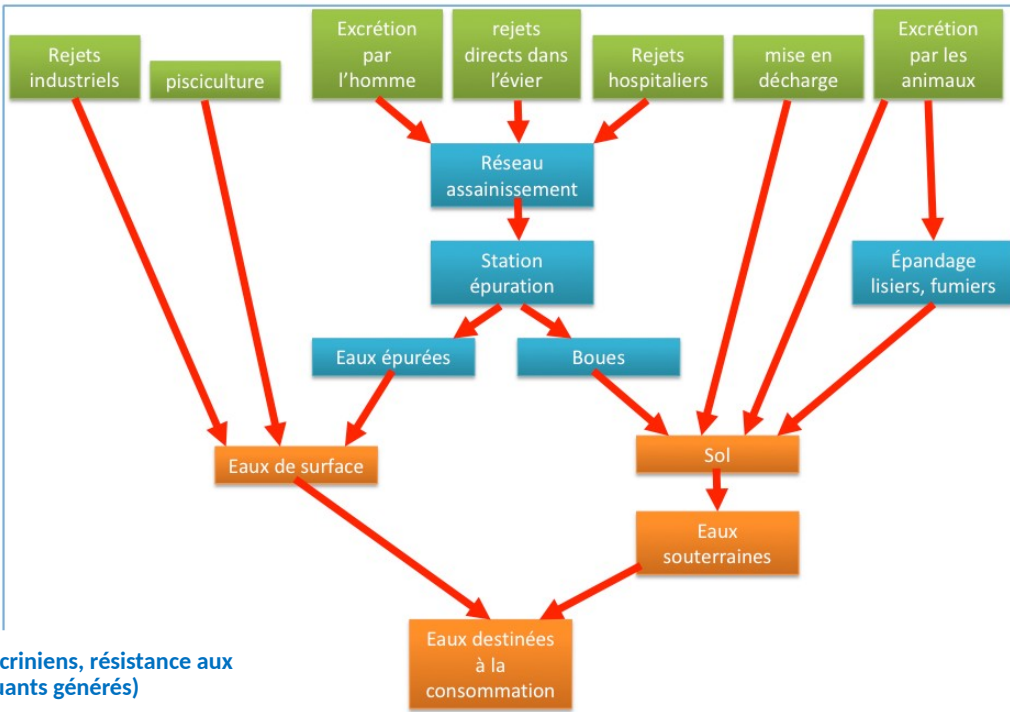 Rejets
industriels
pisciculture
Excrétion
par
l'homme
rejets
directs dans
l'évier
Rejets
hospitaliers
mise en
décharge
Excrétion
par les
animaux
Réseau
assainissement
Station
épuration
Épandage
lisiers, fumiers
Eaux épurées
Boues
Eaux de surface
Sol
Eaux
souterraines
Eaux destinées
à la
consommation
criniens, résistance aux
uants générés)